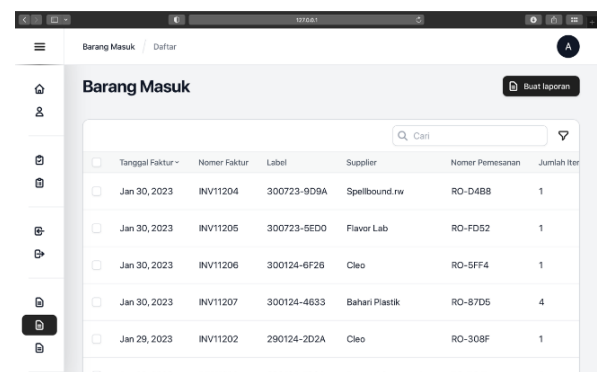 127.0.0.1
Barang Masuk / Daftar
A
Barang Masuk
Buat laporan
Cari
Tanggal Faktur Nomer Faktur Label Supplier Nomer Pemesanan Jumlah Iter
Jan 30, 2023 INV11204 300723-9D9A Spellbound.rw RO-D4B8 1
Jan 30, 2023 INV11205 300723-5ED0 Flavor Lab RO-FD52 1
Jan 30, 2023 INV11206 300124-6F26 Cleo RO-5FF4 1
Jan 30, 2023 INV11207 300124-4633 Bahari Plastik RO-87D5 4
Jan 29, 2023 INV11202 290124-2D2A Cleo RO-308F 1